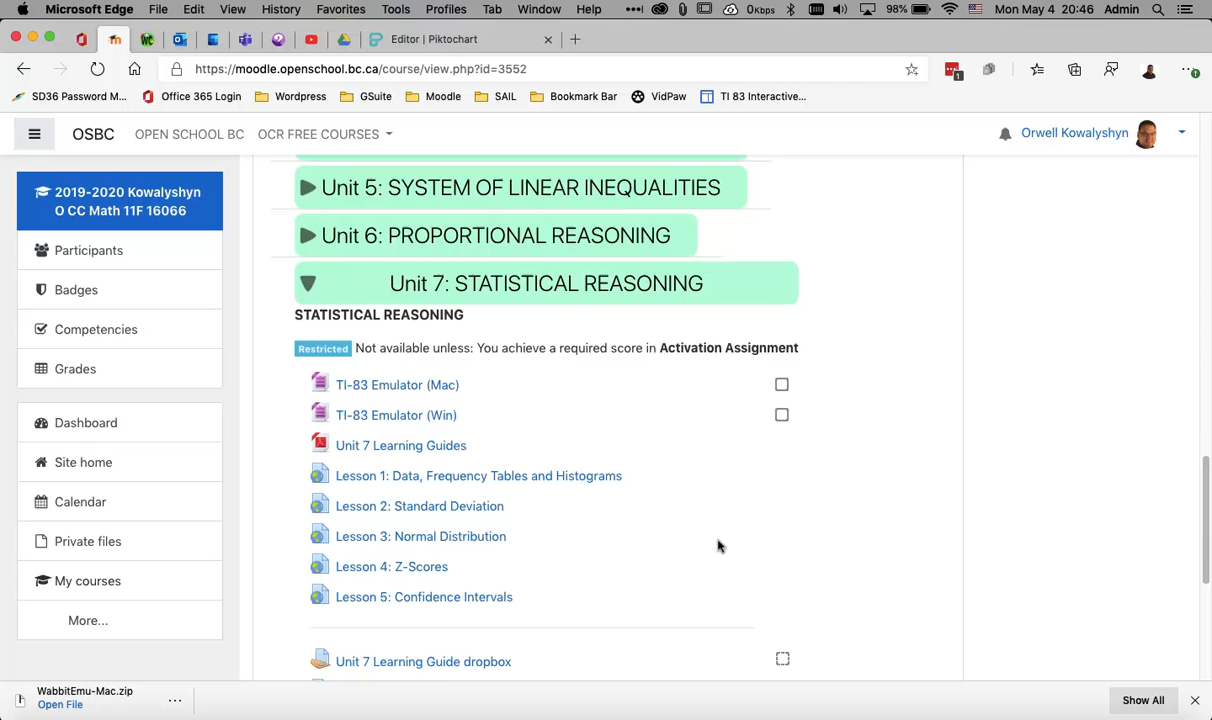 Microsoft Edge File Edit View History Favorites Tools Profiles Tab Window Help ••• 0Kbps 98% Mon May 4 20:46 Admin
Editor | Piktochart
https://moodle.openschool.bc.ca/course/view.php?id=3552
1
1
SD36 Password M... Office 365 Login Wordpress GSuite Moodle SAIL Bookmark Bar VidPaw TI 83 Interactive...
OSBC OPEN SCHOOL BC OCR FREE COURSES Orwell Kowalyshyn
2019-2020 Kowalyshyn
O CC Math 11F 16066
Participants
Badges
Competencies
Grades
Dashboard
Site home
Calendar
Private files
My courses
More...
Unit 5: SYSTEM OF LINEAR INEQUALITIES
Unit 6: PROPORTIONAL REASONING
Unit 7: STATISTICAL REASONING
STATISTICAL REASONING
Restricted Not available unless: You achieve a required score in Activation Assignment
TI-83 Emulator (Mac)
TI-83 Emulator (Win)
Unit 7 Learning Guides
Lesson 1: Data, Frequency Tables and Histograms
Lesson 2: Standard Deviation
Lesson 3: Normal Distribution
Lesson 4: Z-Scores
Lesson 5: Confidence Intervals
Unit 7 Learning Guide dropbox
WabbitEmu-Mac.zip
Open File
Show All